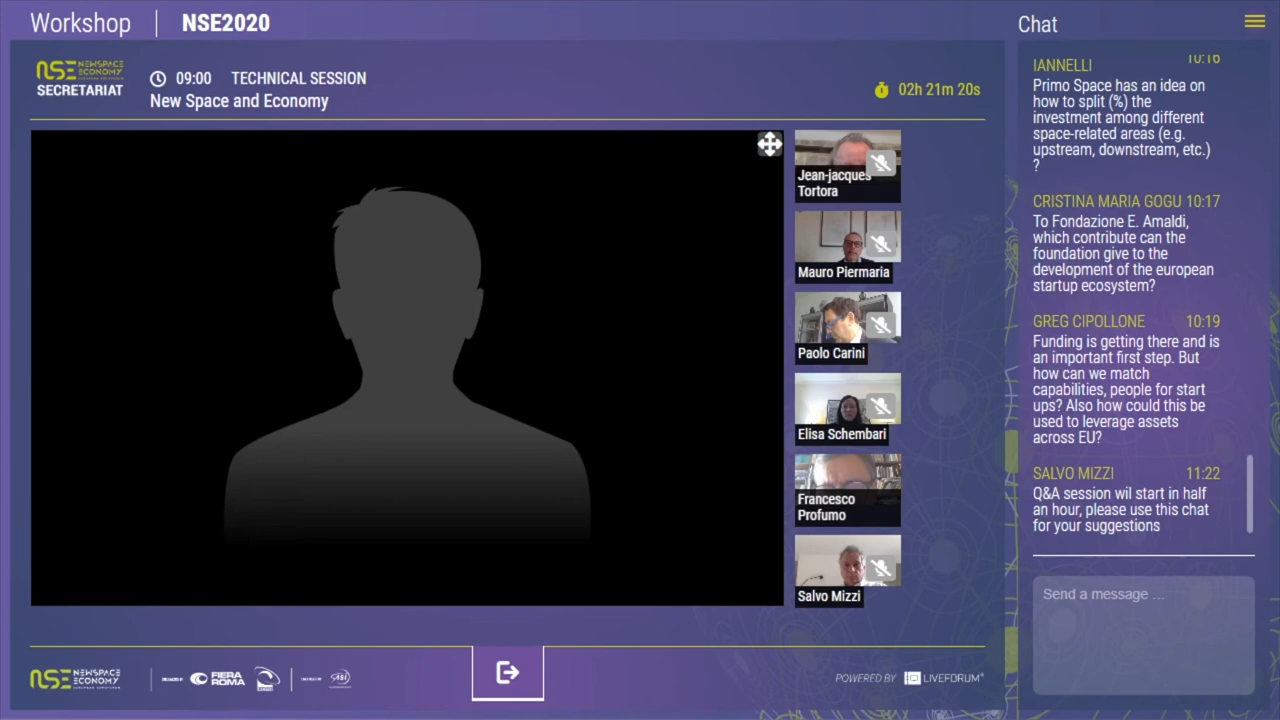 Workshop
NSE2020
Chat
NSE NEWSPACE
ECONOMY
SECRETARIAT
09:00 TECHNICAL SESSION
New Space and Economy
02h 21m 20s
Jean-jacques
Tortora
Mauro Piermaria
Paolo Carini
Elisa Schembari
Francesco
Profumo
Salvo Mizzi
IANNELLI 10:16
Primo Space has an idea on
how to split (%) the
investment among different
space-related areas (e.g.
upstream, downstream, etc.)
?
CRISTINA MARIA GOGU 10:17
To Fondazione E. Amaldi,
which contribute can the
foundation give to the
development of the european
startup ecosystem?
GREG CIPOLLONE 10:19
Funding is getting there and is
an important first step. But
how can we match
capabilities, people for start
ups? Also how could this be
used to leverage assets
across EU?
SALVO MIZZI 11:22
Q&A session wil start in half
an hour, please use this chat
for your suggestions
Send a message ...
NSE NEWSPACE
ECONOMY
FIERA
ROMA
POWERED BY LIVEFORUM